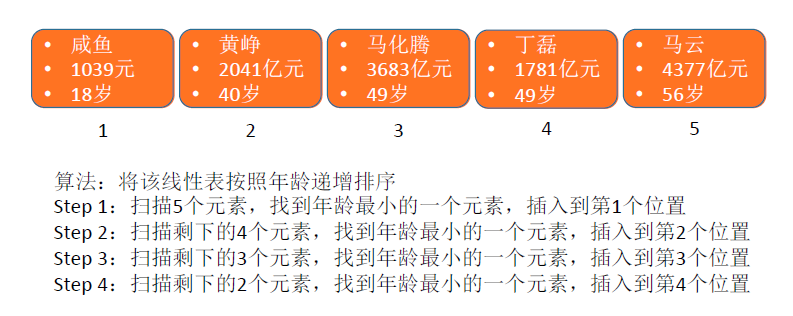 • 咸鱼
• 1039元
• 18岁
• 黄峥
• 2041亿元
• 40岁
• 马化腾
• 3683亿元
• 49岁
• 丁磊
• 1781亿元
• 49岁
• 马云
• 4377亿元
• 56岁
1 2 3 4 5
算法：将该线性表按照年龄递增排序
Step 1：扫描5个元素，找到年龄最小的一个元素，插入到第1个位置
Step 2：扫描剩下的4个元素，找到年龄最小的一个元素，插入到第2个位置
Step 3：扫描剩下的3个元素，找到年龄最小的一个元素，插入到第3个位置
Step 4：扫描剩下的2个元素，找到年龄最小的一个元素，插入到第4个位置